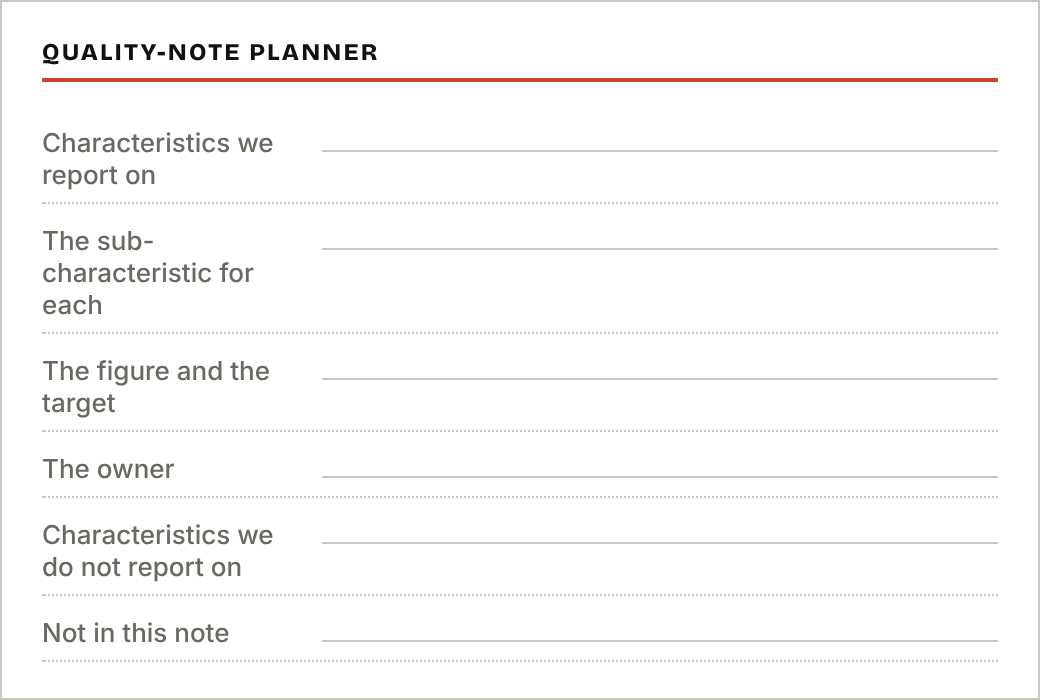 QUALITY-NOTE PLANNER
Characteristics we
report on
The sub-
characteristic for
each
The figure and the
target
The owner
Characteristics we
do not report on
Not in this note